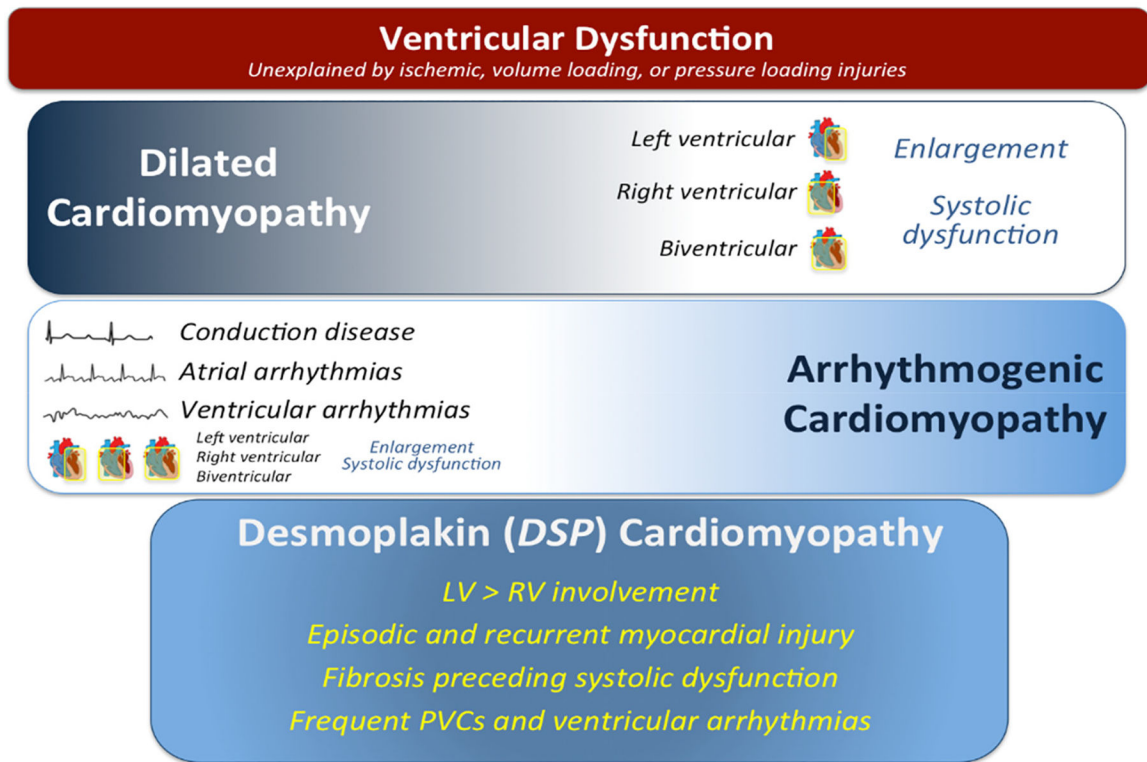 Ventricular Dysfunction
Unexplained by ischemic, volume loading, or pressure loading injuries
Dilated
Cardiomyopathy
Left ventricular
Right ventricular
Biventricular
Enlargement
Systolic
dysfunction
Conduction disease
Atrial arrhythmias
Ventricular arrhythmias
Left ventricular
Right ventricular
Biventricular
Enlargement
Systolic dysfunction
Arrhythmogenic
Cardiomyopathy
Desmoplakin (DSP) Cardiomyopathy
LV > RV involvement
Episodic and recurrent myocardial injury
Fibrosis preceding systolic dysfunction
Frequent PVCs and ventricular arrhythmias